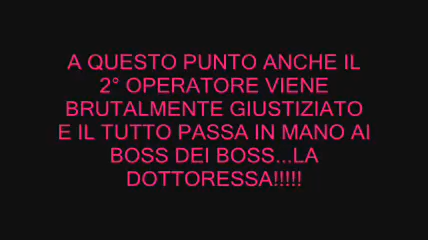 A QUESTO PUNTO ANCHE IL
2° OPERATORE VIENE
BRUTALMENTE GIUSTIZIATO
E IL TUTTO PASSA IN MANO AI
BOSS DEI BOSS...LA
DOTTORESSA!!!!!